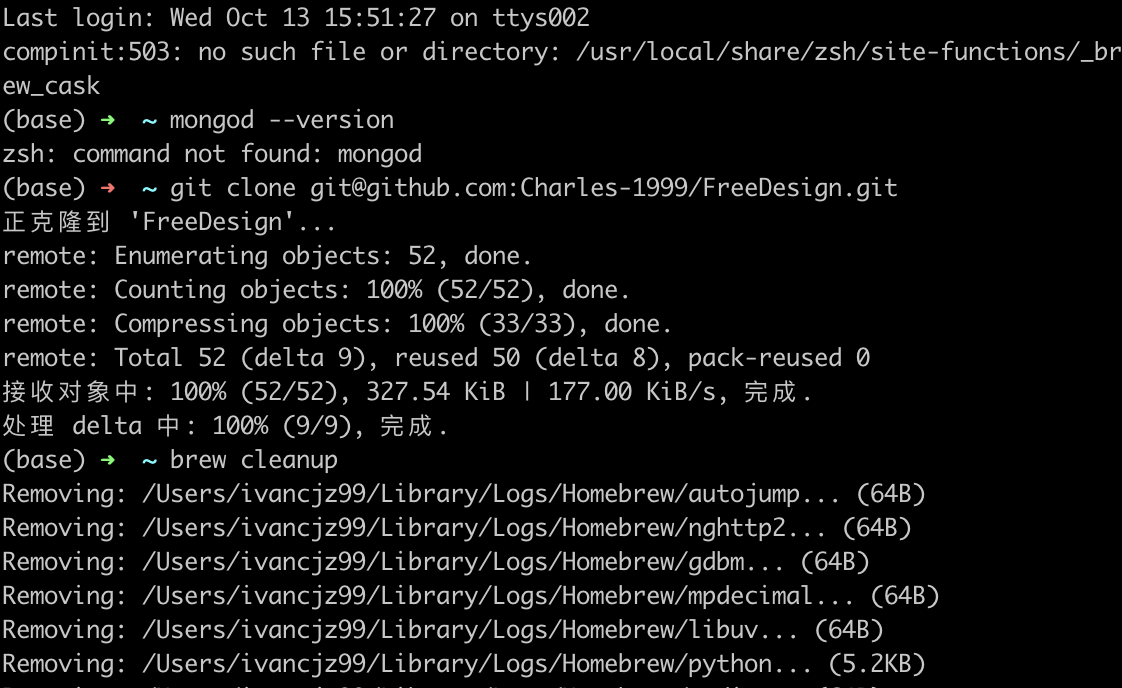 Last login: Wed Oct 13 15:51:27 on ttys002
compinit:503: no such file or directory: /usr/local/share/zsh/site-functions/_br
ew_cask
(base) ➜  ~ mongod --version
zsh: command not found: mongod
(base) ➜  ~ git clone git@github.com:Charles-1999/FreeDesign.git
正克隆到 'FreeDesign'...
remote: Enumerating objects: 52, done.
remote: Counting objects: 100% (52/52), done.
remote: Compressing objects: 100% (33/33), done.
remote: Total 52 (delta 9), reused 50 (delta 8), pack-reused 0
接收对象中: 100% (52/52), 327.54 KiB | 177.00 KiB/s, 完成.
处理 delta 中: 100% (9/9), 完成.
(base) ➜  ~ brew cleanup
Removing: /Users/ivancjz99/Library/Logs/Homebrew/autojump... (64B)
Removing: /Users/ivancjz99/Library/Logs/Homebrew/nghttp2... (64B)
Removing: /Users/ivancjz99/Library/Logs/Homebrew/gdbm... (64B)
Removing: /Users/ivancjz99/Library/Logs/Homebrew/mpdecimal... (64B)
Removing: /Users/ivancjz99/Library/Logs/Homebrew/libuv... (64B)
Removing: /Users/ivancjz99/Library/Logs/Homebrew/python... (5.2KB)